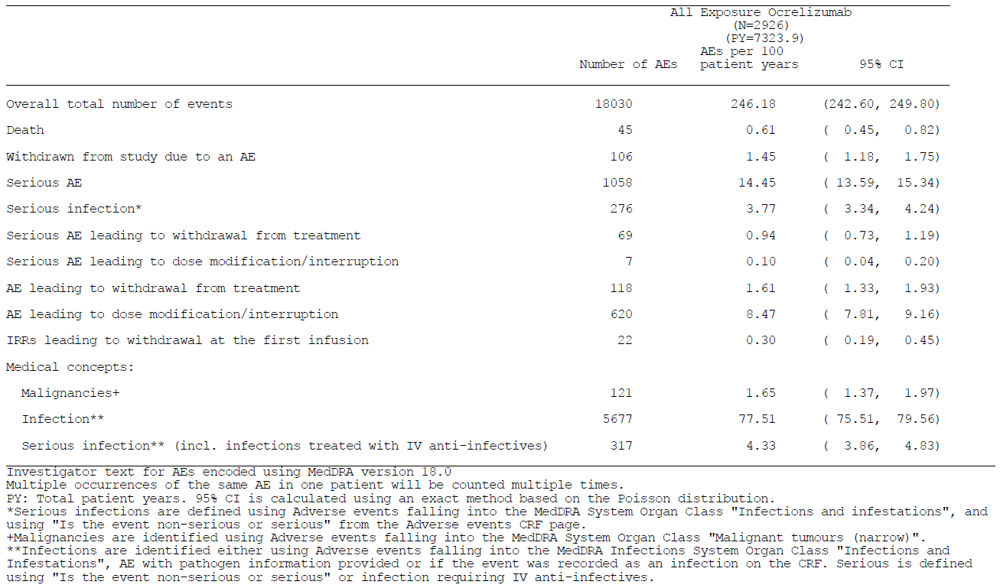 All Exposure Ocrelizumab
(N=2926)
(PY=7323.9)
AEs per 100
Number of AEs patient years 95% CI
Overall total number of events 18030 246.18 (242.60, 249.80)
Death 45 0.61 ( 0.45, 0.82)
Withdrawn from study due to an AE 106 1.45 ( 1.18, 1.75)
Serious AE 1058 14.45 ( 13.59, 15.34)
Serious infection* 276 3.77 ( 3.34, 4.24)
Serious AE leading to withdrawal from treatment 69 0.94 ( 0.73, 1.19)
Serious AE leading to dose modification/interruption 7 0.10 ( 0.04, 0.20)
AE leading to withdrawal from treatment 118 1.61 ( 1.33, 1.93)
AE leading to dose modification/interruption 620 8.47 ( 7.81, 9.16)
IRRs leading to withdrawal at the first infusion 22 0.30 ( 0.19, 0.45)
Medical concepts:
Malignancies+ 121 1.65 ( 1.37, 1.97)
Infection** 5677 77.51 ( 75.51, 79.56)
Serious infection** (incl. infections treated with IV anti-infectives) 317 4.33 ( 3.86, 4.83)
Investigator text for AEs encoded using MedDRA version 18.0
Multiple occurrences of the same AE in one patient will be counted multiple times.
PY: Total patient years. 95% CI is calculated using an exact method based on the Poisson distribution.
*Serious infections are defined using Adverse events falling into the MedDRA System Organ Class "Infections and infestations", and
using "Is the event non-serious or serious" from the Adverse events CRF page.
+Malignancies are identified using Adverse events falling into the MedDRA System Organ Class "Malignant tumours (narrow)".
**Infections are identified either using Adverse events falling into the MedDRA Infections System Organ Class "Infections and
Infestations", AE with pathogen information provided or if the event was recorded as an infection on the CRF. Serious is defined
using "Is the event non-serious or serious" or infection requiring IV anti-infectives.